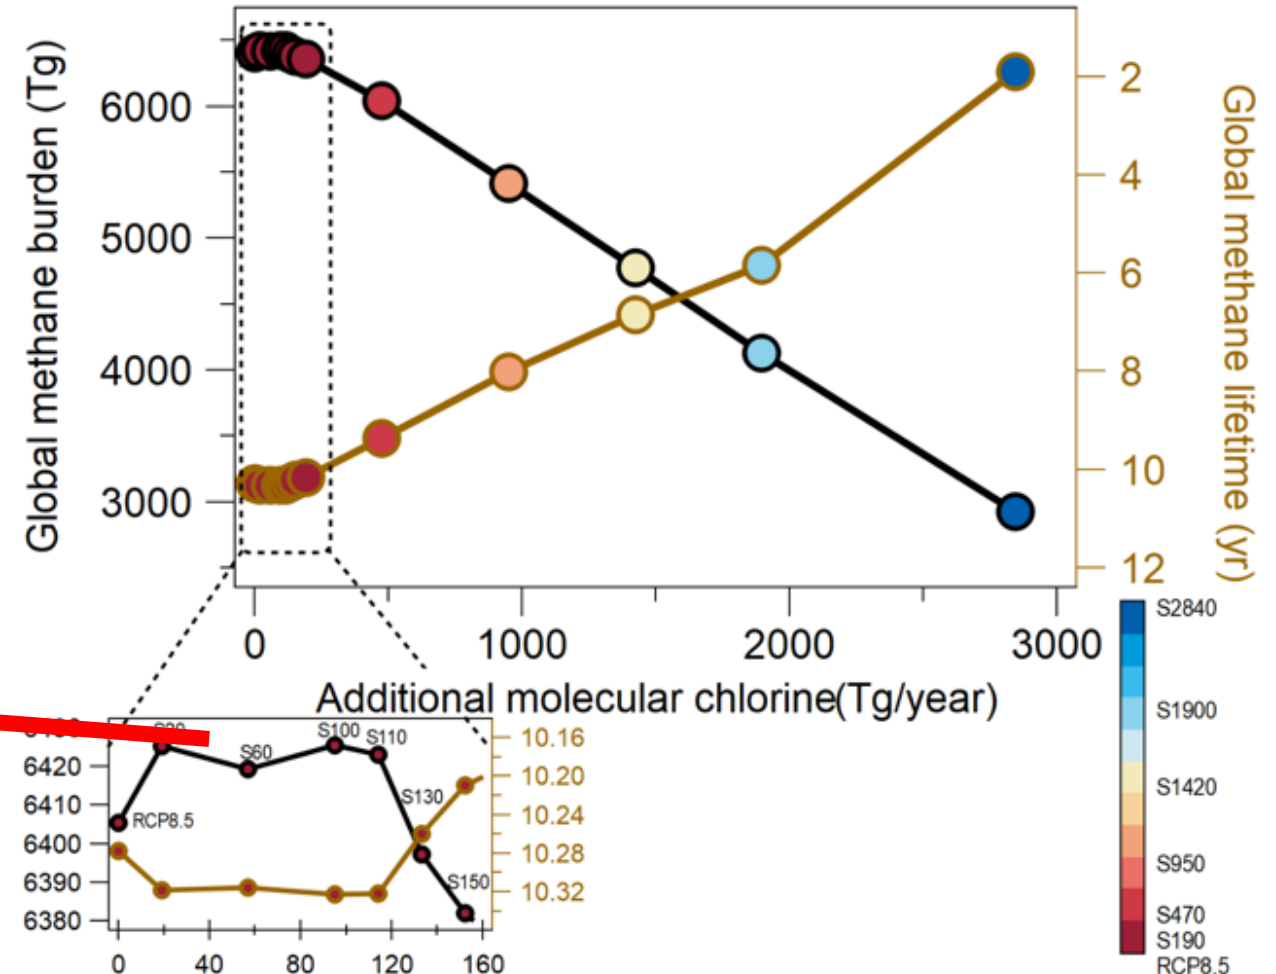 Global methane burden (Tg)
6000
5000
4000
3000
2
4
6
8
10
12
Global methane lifetime (yr)
0 1000 2000 3000
Additional molecular chlorine(Tg/year)
S2840
S1900
S1420
S950
S470
S190
RCP8.5
6420
6410
6400
6390
6380
RCP8.5
S60
S100
S110
S130
S150
10.16
10.20
10.24
10.28
10.32
0 40 80 120 160